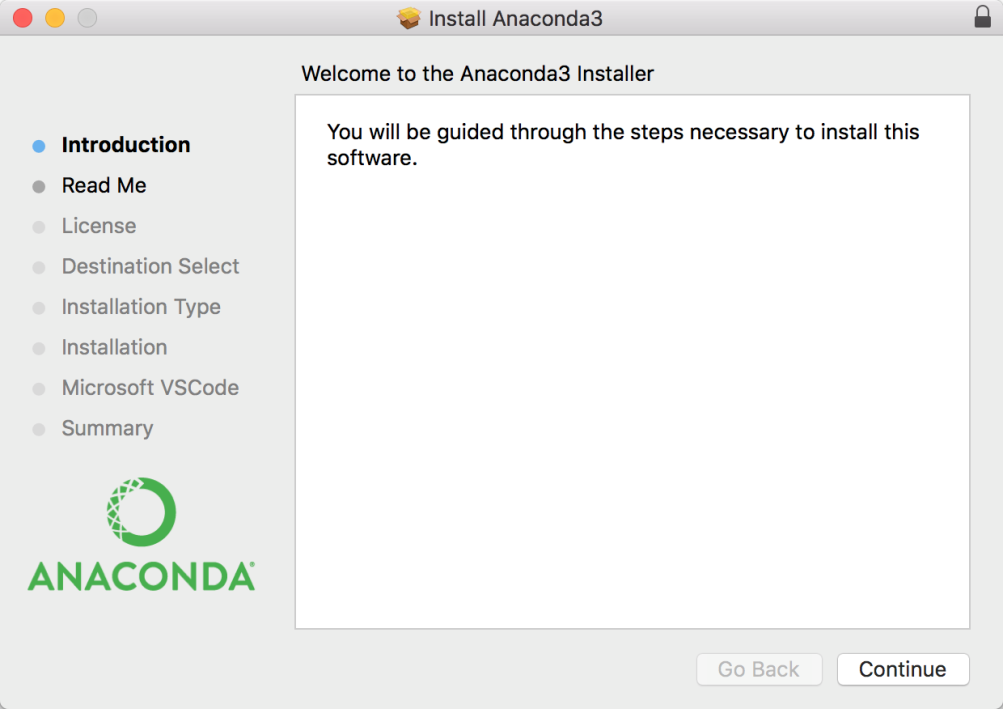 Install Anaconda3
Welcome to the Anaconda3 Installer
Introduction
Read Me
License
Destination Select
Installation Type
Installation
Microsoft VSCode
Summary
ANACONDA®
You will be guided through the steps necessary to install this
software.
Go Back
Continue